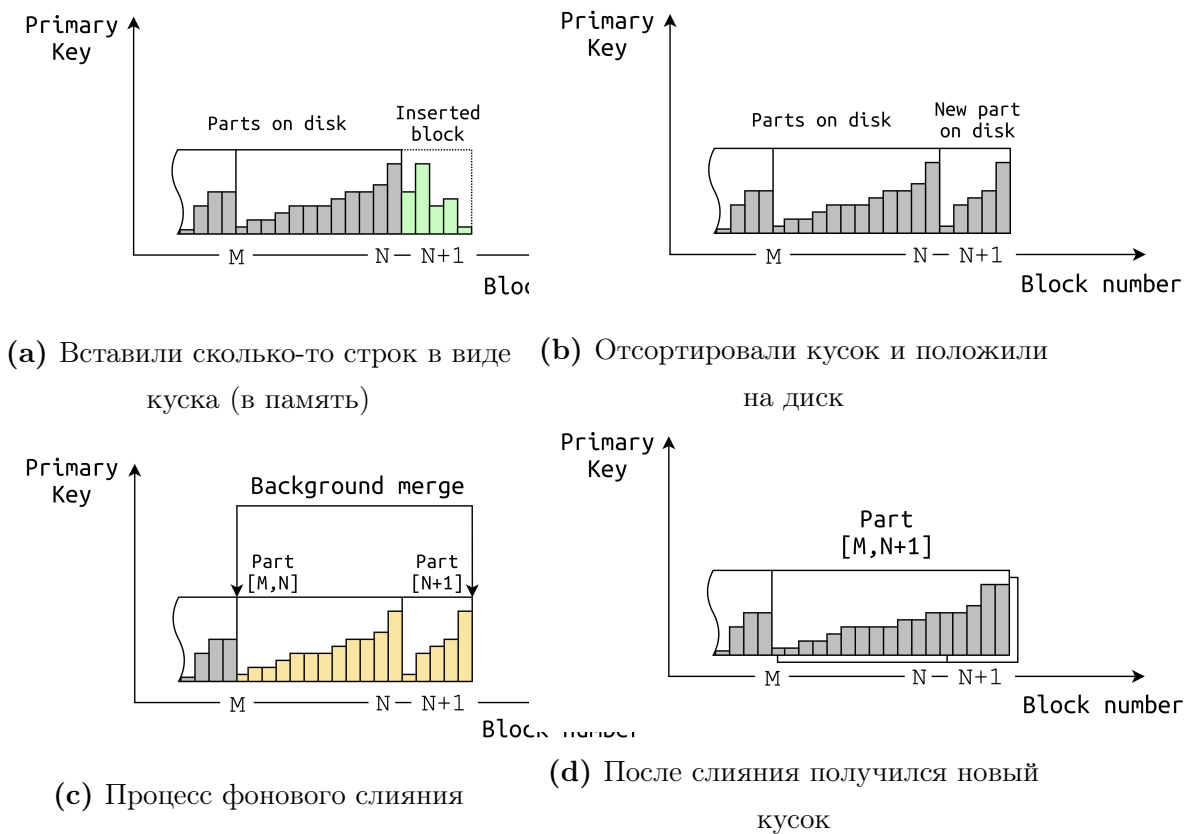 Primary
Key
Parts on disk
Inserted
block
M
N
N+1
(a) Вставили сколько-то строк в виде
куска (в память)
Primary
Key
Parts on disk
New part
on disk
M
N
N+1
Block number
(b) Отсортировали кусок и положили
на диск
Primary
Key
Background merge
Part
[M,N]
Part
[N+1]
M
N
N+1
(c) Процесс фонового слияния
Primary
Key
Part
[M,N+1]
M
N
N+1
Block number
(d) После слияния получился новый
кусок